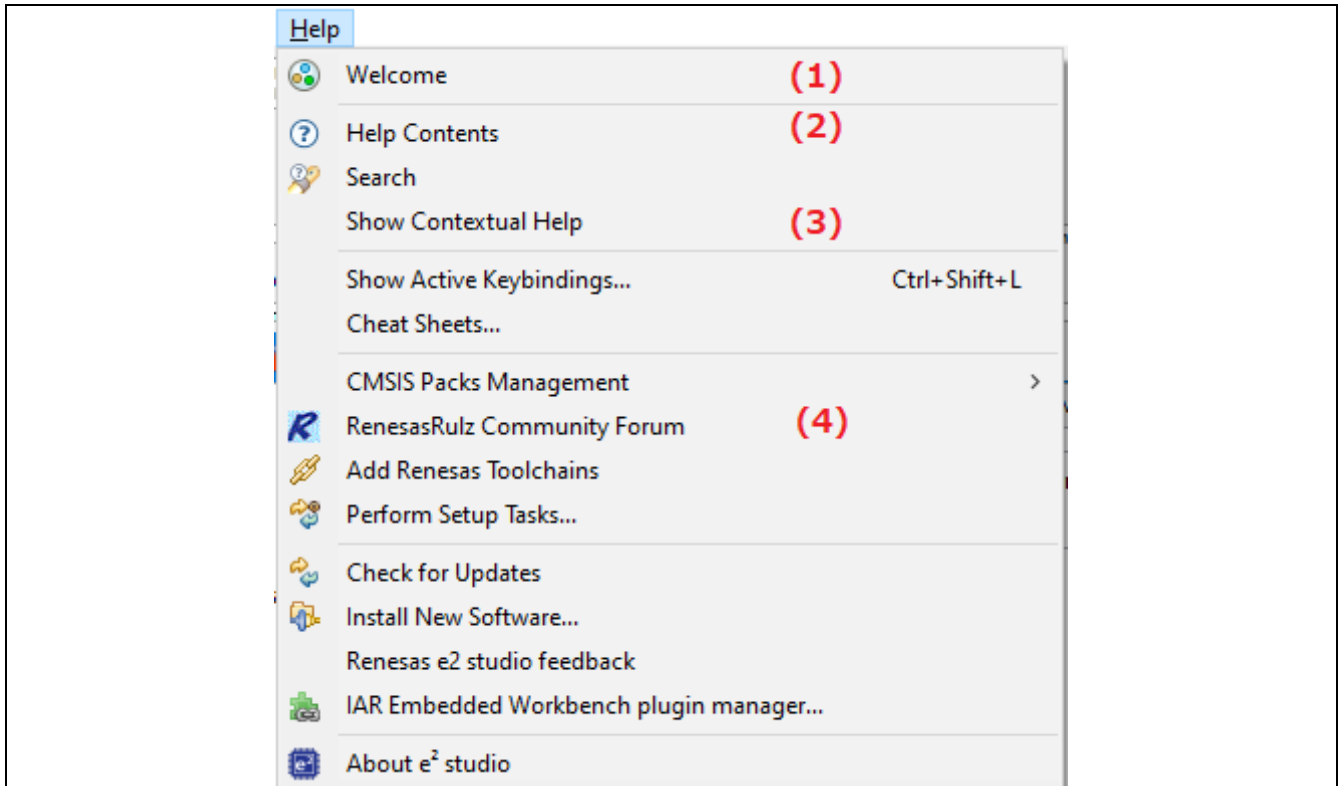 Help
Welcome (1)
Help Contents (2)
Search
Show Contextual Help (3)
Show Active Keybindings... Ctrl+Shift+L
Cheat Sheets...
CMSIS Packs Management >
RenesasRulz Community Forum (4)
Add Renesas Toolchains
Perform Setup Tasks...
Check for Updates
Install New Software...
Renesas e2 studio feedback
IAR Embedded Workbench plugin manager...
About e² studio